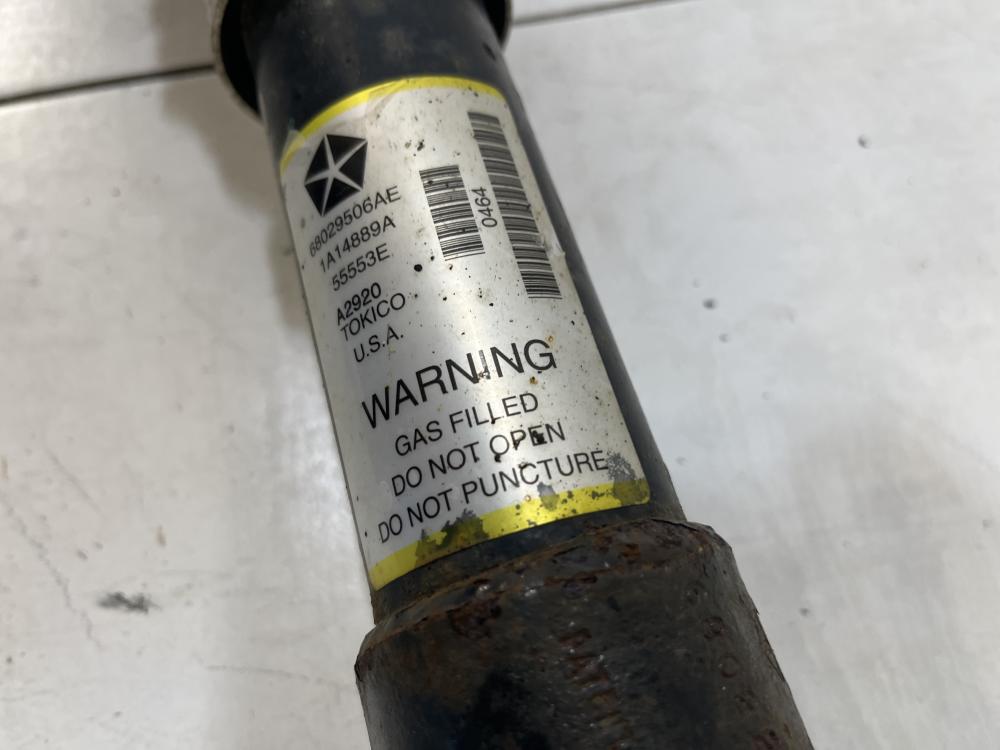 68029506AE
1A14889A
55553E
A2920
TOKICO
U.S.A.
0464
WARNING
GAS FILLED
DO NOT OPEN
DO NOT PUNCTURE